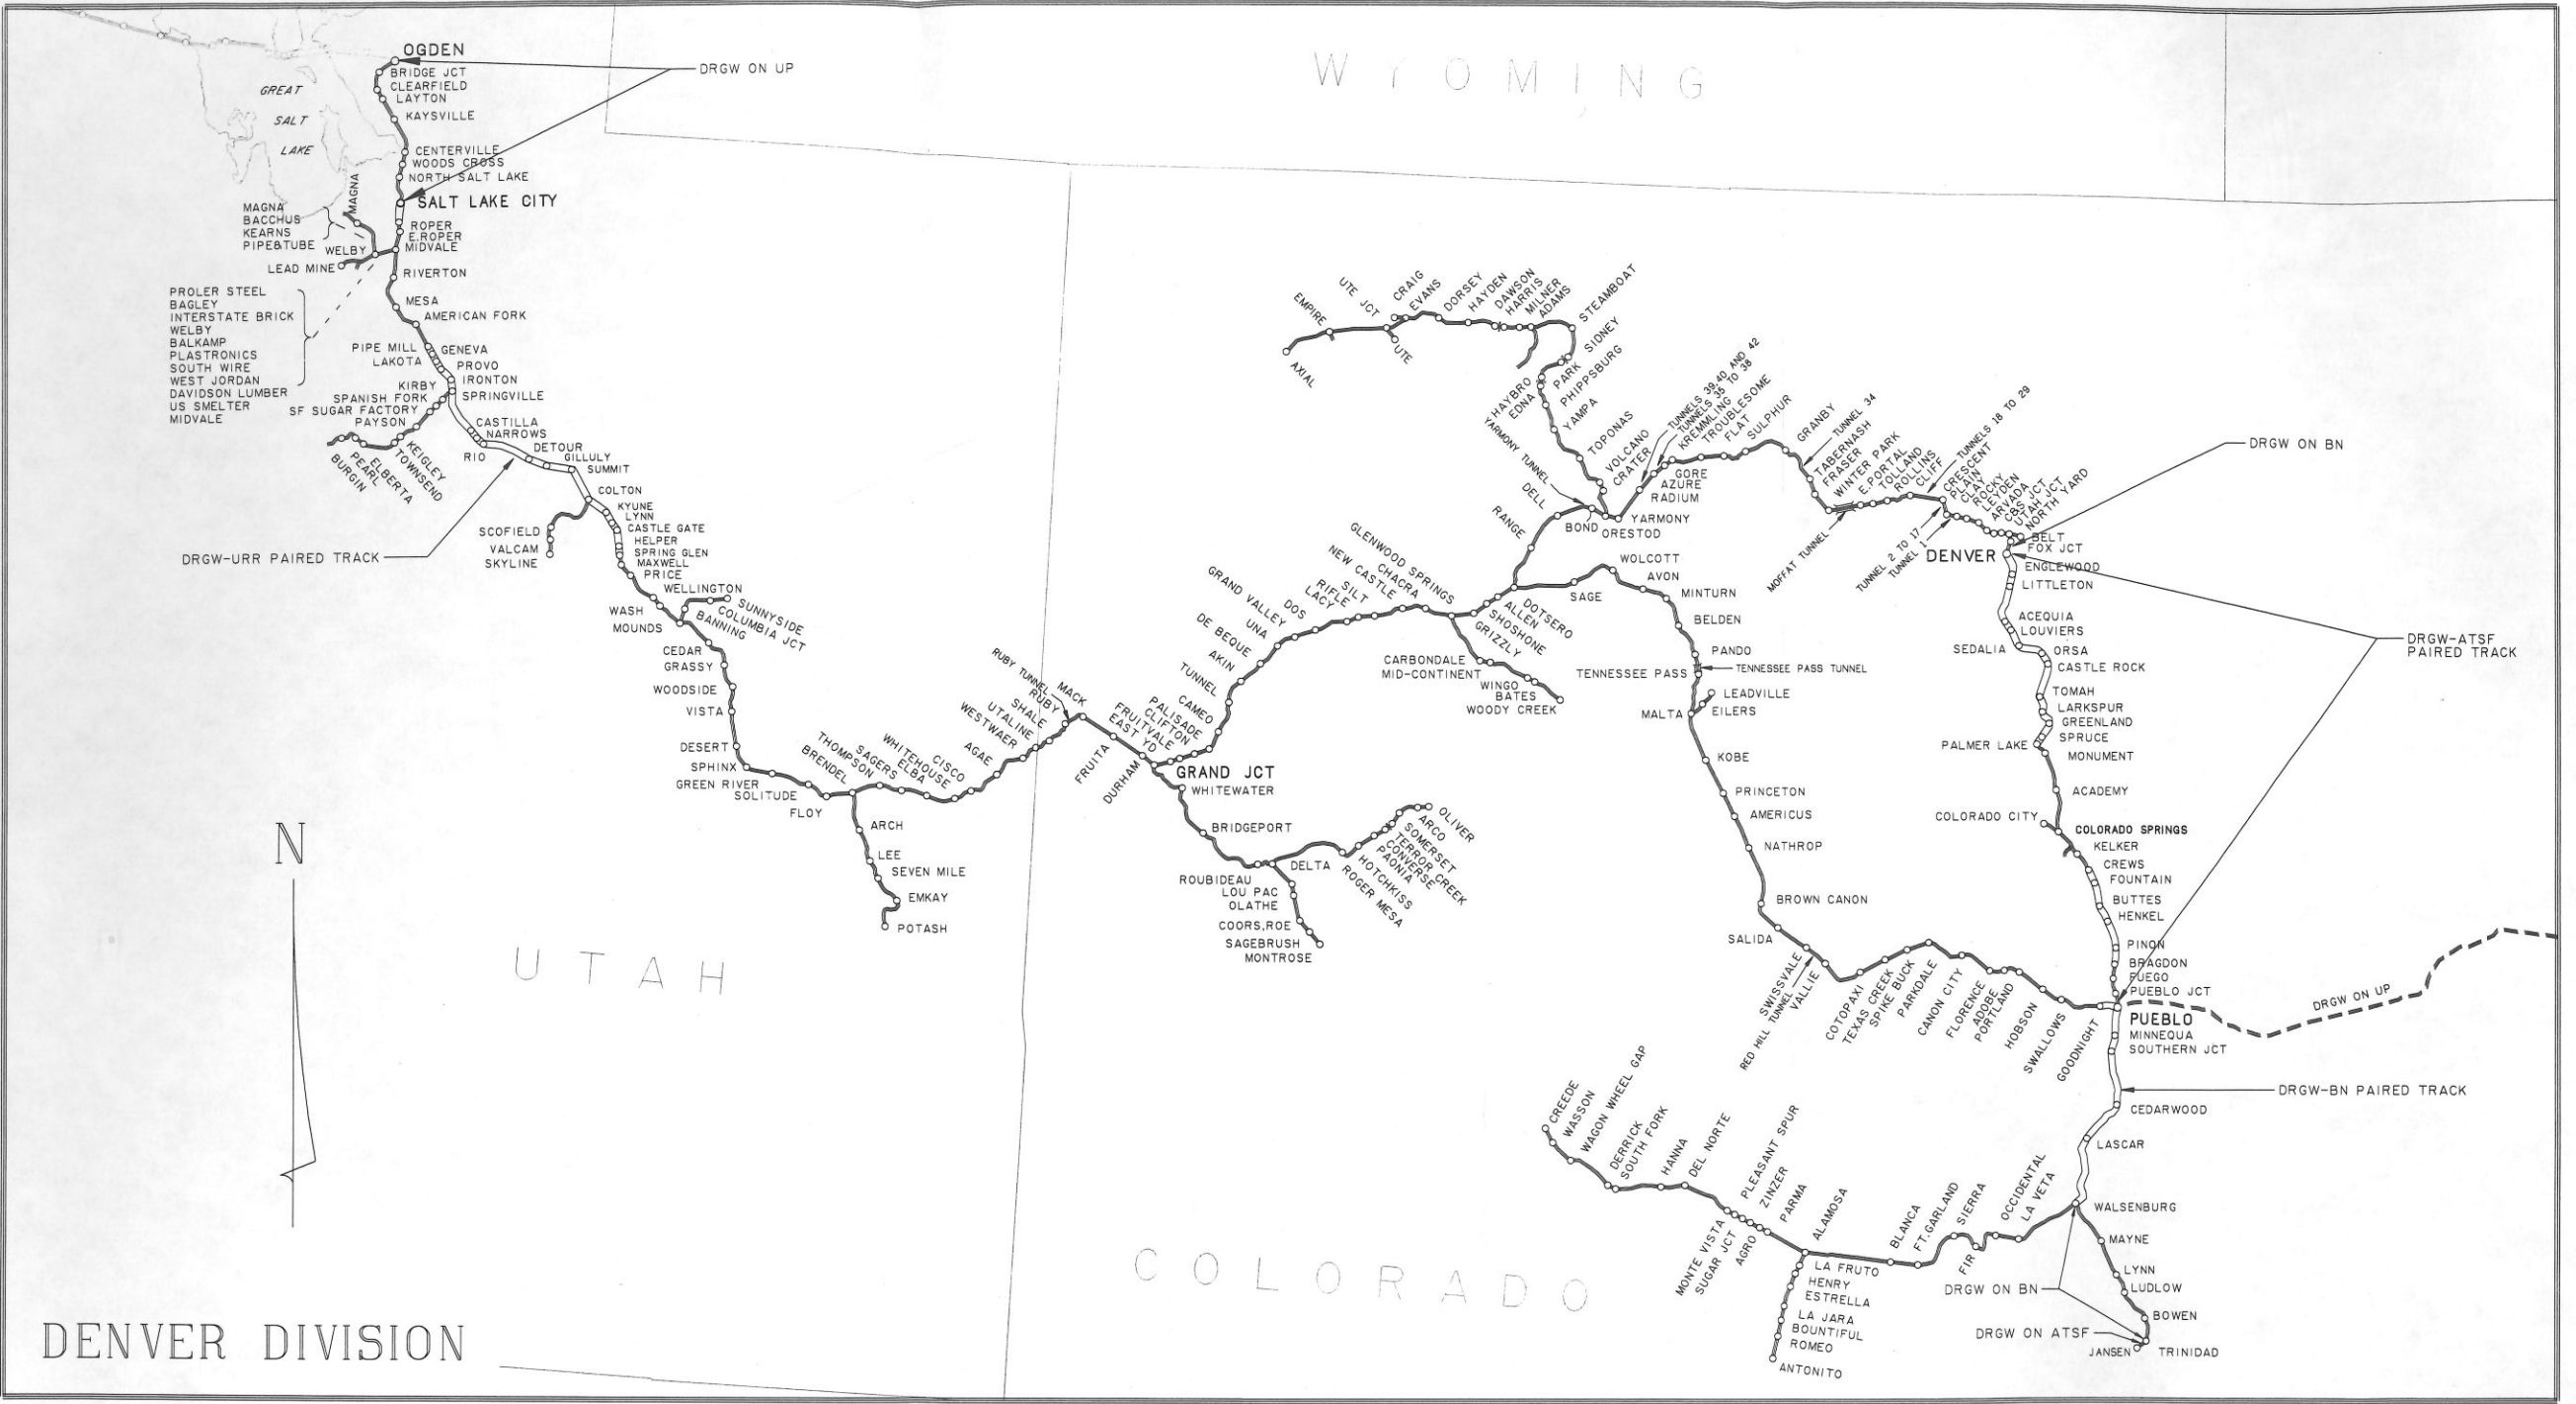 OGDEN
BRIDGE JCT
CLEARFIELD
LAYTON
KAYSVILLE
DRGW ON UP
GREAT
SALT
LAKE
CENTERVILLE
WOODS CROSS
NORTH SALT LAKE
SALT LAKE CITY
MAGNA
MAGNA
BACCHUS
KEARNS
PIPE&TUBE
ROPER
E.ROPER
MIDVALE
WELBY
LEAD MINE
RIVERTON
PROLER STEEL
BAGLEY
INTERSTATE BRICK
WELBY
BALKAMP
PLASTRONICS
SOUTH WIRE
WEST JORDAN
DAVIDSON LUMBER
US SMELTER
MIDVALE
MESA
AMERICAN FORK
PIPE MILL
LAKOTA
GENEVA
PROVO
IRONTON
SPRINGVILLE
KIRBY
SPANISH FORK
SF SUGAR FACTORY
PAYSON
KEIGLEY
TOWNSEND
ELBERTA
PEARL
BURGIN
CASTILLA
NARROWS
RIO
DETOUR
GILLULY
SUMMIT
DRGW-URR PAIRED TRACK
COLTON
KYUNE
LYNN
CASTLE GATE
HELPER
SPRING GLEN
MAXWELL
PRICE
SCOFIELD
VALCAM
SKYLINE
WELLINGTON
WASH
MOUNDS
SUNNYSIDE
COLUMBIA JCT
BANNING
CEDAR
GRASSY
WOODSIDE
VISTA
DESERT
SPHINX
GREEN RIVER
SOLITUDE
FLOY
BRENDEL
THOMPSON
SAGERS
WHITEHOUSE
ELBA
CISCO
AGAE
WESTWAER
UTALINE
SHALE
RUBY
RUBY TUNNEL
MACK
ARCH
LEE
SEVEN MILE
EMKAY
POTASH
FRUITA
DURHAM
EAST YD
FRUITVALE
CLIFTON
PALISADE
CAMEO
TUNNEL
AKIN
DE BEQUE
UNA
GRAND VALLEY
DOS
LACY
RIFLE
SILT
NEW CASTLE
CHACRA
GLENWOOD SPRINGS
GRAND JCT
WHITEWATER
BRIDGEPORT
ROUBIDEAU
DELTA
LOU PAC
OLATHE
COORS,ROE
SAGEBRUSH
MONTROSE
ROGER MESA
HOTCHKISS
PAONIA
CONVERSE
TERROR CREEK
SOMERSET
ARCO
OLIVER
CARBONDALE
MID-CONTINENT
WINGO
BATES
WOODY CREEK
GRIZZLY
SHOSHONE
ALLEN
DOTSERO
RANGE
DELL
YARMONY TUNNEL
BOND
ORESTOD
YARMONY
AXIAL
EMPIRE
UTE JCT
UTE
CRAIG
EVANS
DORSEY
HAYDEN
DAWSON
HARRIS
MILNER
ADAMS
STEAMBOAT
SIDNEY
PARK
PHIPPSBURG
HAYBRO
EDNA
YAMPA
TOPONAS
VOLCANO
CRATER
TUNNELS 39,40 AND 42
TUNNELS 35 TO 38
KREMMLING
TROUBLESOME
FLAT
SULPHUR
GORE
AZURE
RADIUM
GRANBY
TUNNEL 34
TABERNASH
FRASER
WINTER PARK
E.PORTAL
TOLLAND
ROLLINS
CLIFF
TUNNELS 18 TO 29
CRESCENT
PLAIN
CLAY
ROCKY
LEYDEN
ARVADA
CBS JCT
UTAH JCT
NORTH YARD
MOFFAT TUNNEL
TUNNEL 2 TO 17
TUNNEL 1
DRGW ON BN
BELT
FOX JCT
DENVER
ENGLEWOOD
LITTLETON
ACEQUIA
LOUVIERS
SEDALIA
ORSA
CASTLE ROCK
TOMAH
LARKSPUR
GREENLAND
SPRUCE
PALMER LAKE
MONUMENT
ACADEMY
COLORADO CITY
COLORADO SPRINGS
KELKER
CREWS
FOUNTAIN
BUTTES
HENKEL
PINON
BRAGDON
FUEGO
PUEBLO JCT
PUEBLO
MINNEQUA
SOUTHERN JCT
DRGW-ATSF
PAIRED TRACK
DRGW ON UP
SAGE
WOLCOTT
AVON
MINTURN
BELDEN
PANDO
TENNESSEE PASS
TENNESSEE PASS TUNNEL
LEADVILLE
EILERS
MALTA
KOBE
PRINCETON
AMERICUS
NATHROP
BROWN CANON
SALIDA
SWISSVALE
RED HILL TUNNEL
VALLIE
COTOPAXI
TEXAS CREEK
SPIKE BUCK
PARKDALE
CANON CITY
FLORENCE
ADOBE
PORTLAND
HOBSON
SWALLOWS
GOODNIGHT
DRGW-BN PAIRED TRACK
CEDARWOOD
LASCAR
WALSENBURG
MAYNE
LYNN
LUDLOW
BOWEN
TRINIDAD
JANSEN
DRGW ON BN
DRGW ON ATSF
CREEDE
WASSON
WAGON WHEEL GAP
DERRICK
SOUTH FORK
HANNA
DEL NORTE
MONTE VISTA
SUGAR JCT
AGRO
PLEASANT SPUR
ZINZER
PARMA
ALAMOSA
BLANCA
FT.GARLAND
SIERRA
FIR
OCCIDENTAL
LA VETA
LA FRUTO
HENRY
ESTRELLA
LA JARA
BOUNTIFUL
ROMEO
ANTONITO
WYOMING
UTAH
COLORADO
N
DENVER DIVISION